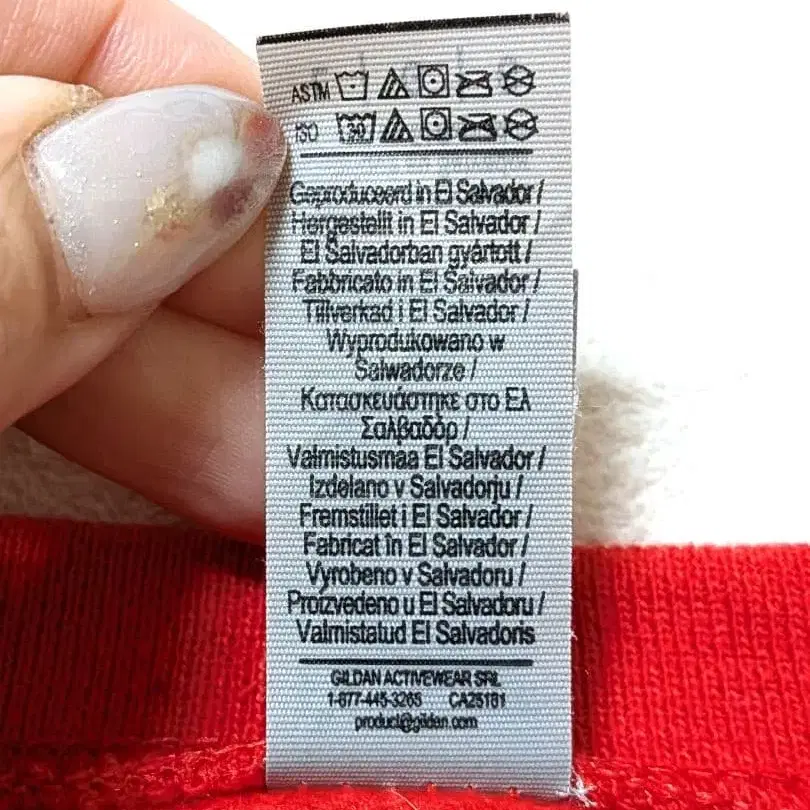 ASTM
ISO 30
Geproduceerd in El Salvador /
Hergestellt in El Salvador /
El Salvadorban gyártott /
Fabbricato in El Salvador /
Tillverkad i El Salvador /
Wyprodukowano w
Salwadorze /
Κατασκευάστηκε στο Ελ
Σαλβαδόρ /
Valmistusmaa El Salvador /
Izdelano v Salvadorju /
Fremstillet i El Salvador /
Fabricat în El Salvador /
Vyrobeno v Salvadoru /
Proizvedeno u El Salvadoru /
Valmistatud El Salvadoris
GILDAN ACTIVEWEAR SRL
1-877-445-3265 CA25181
product@gildan.com